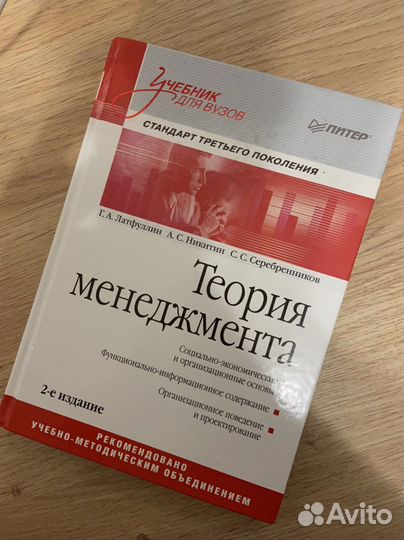 УЧЕБНИК
ДЛЯ ВУЗОВ
ПИТЕР
СТАНДАРТ ТРЕТЬЕГО ПОКОЛЕНИЯ
Г. А. Латфуллин А. С. Никитин С. С. Серебренников
Теория
менеджмента
Социально-экономические
и организационные основы
Функционально-информационное содержание
Организационное поведение
и проектирование
2-е издание
РЕКОМЕНДОВАНО
УЧЕБНО-МЕТОДИЧЕСКИМ ОБЪЕДИНЕНИЕМ
Avito